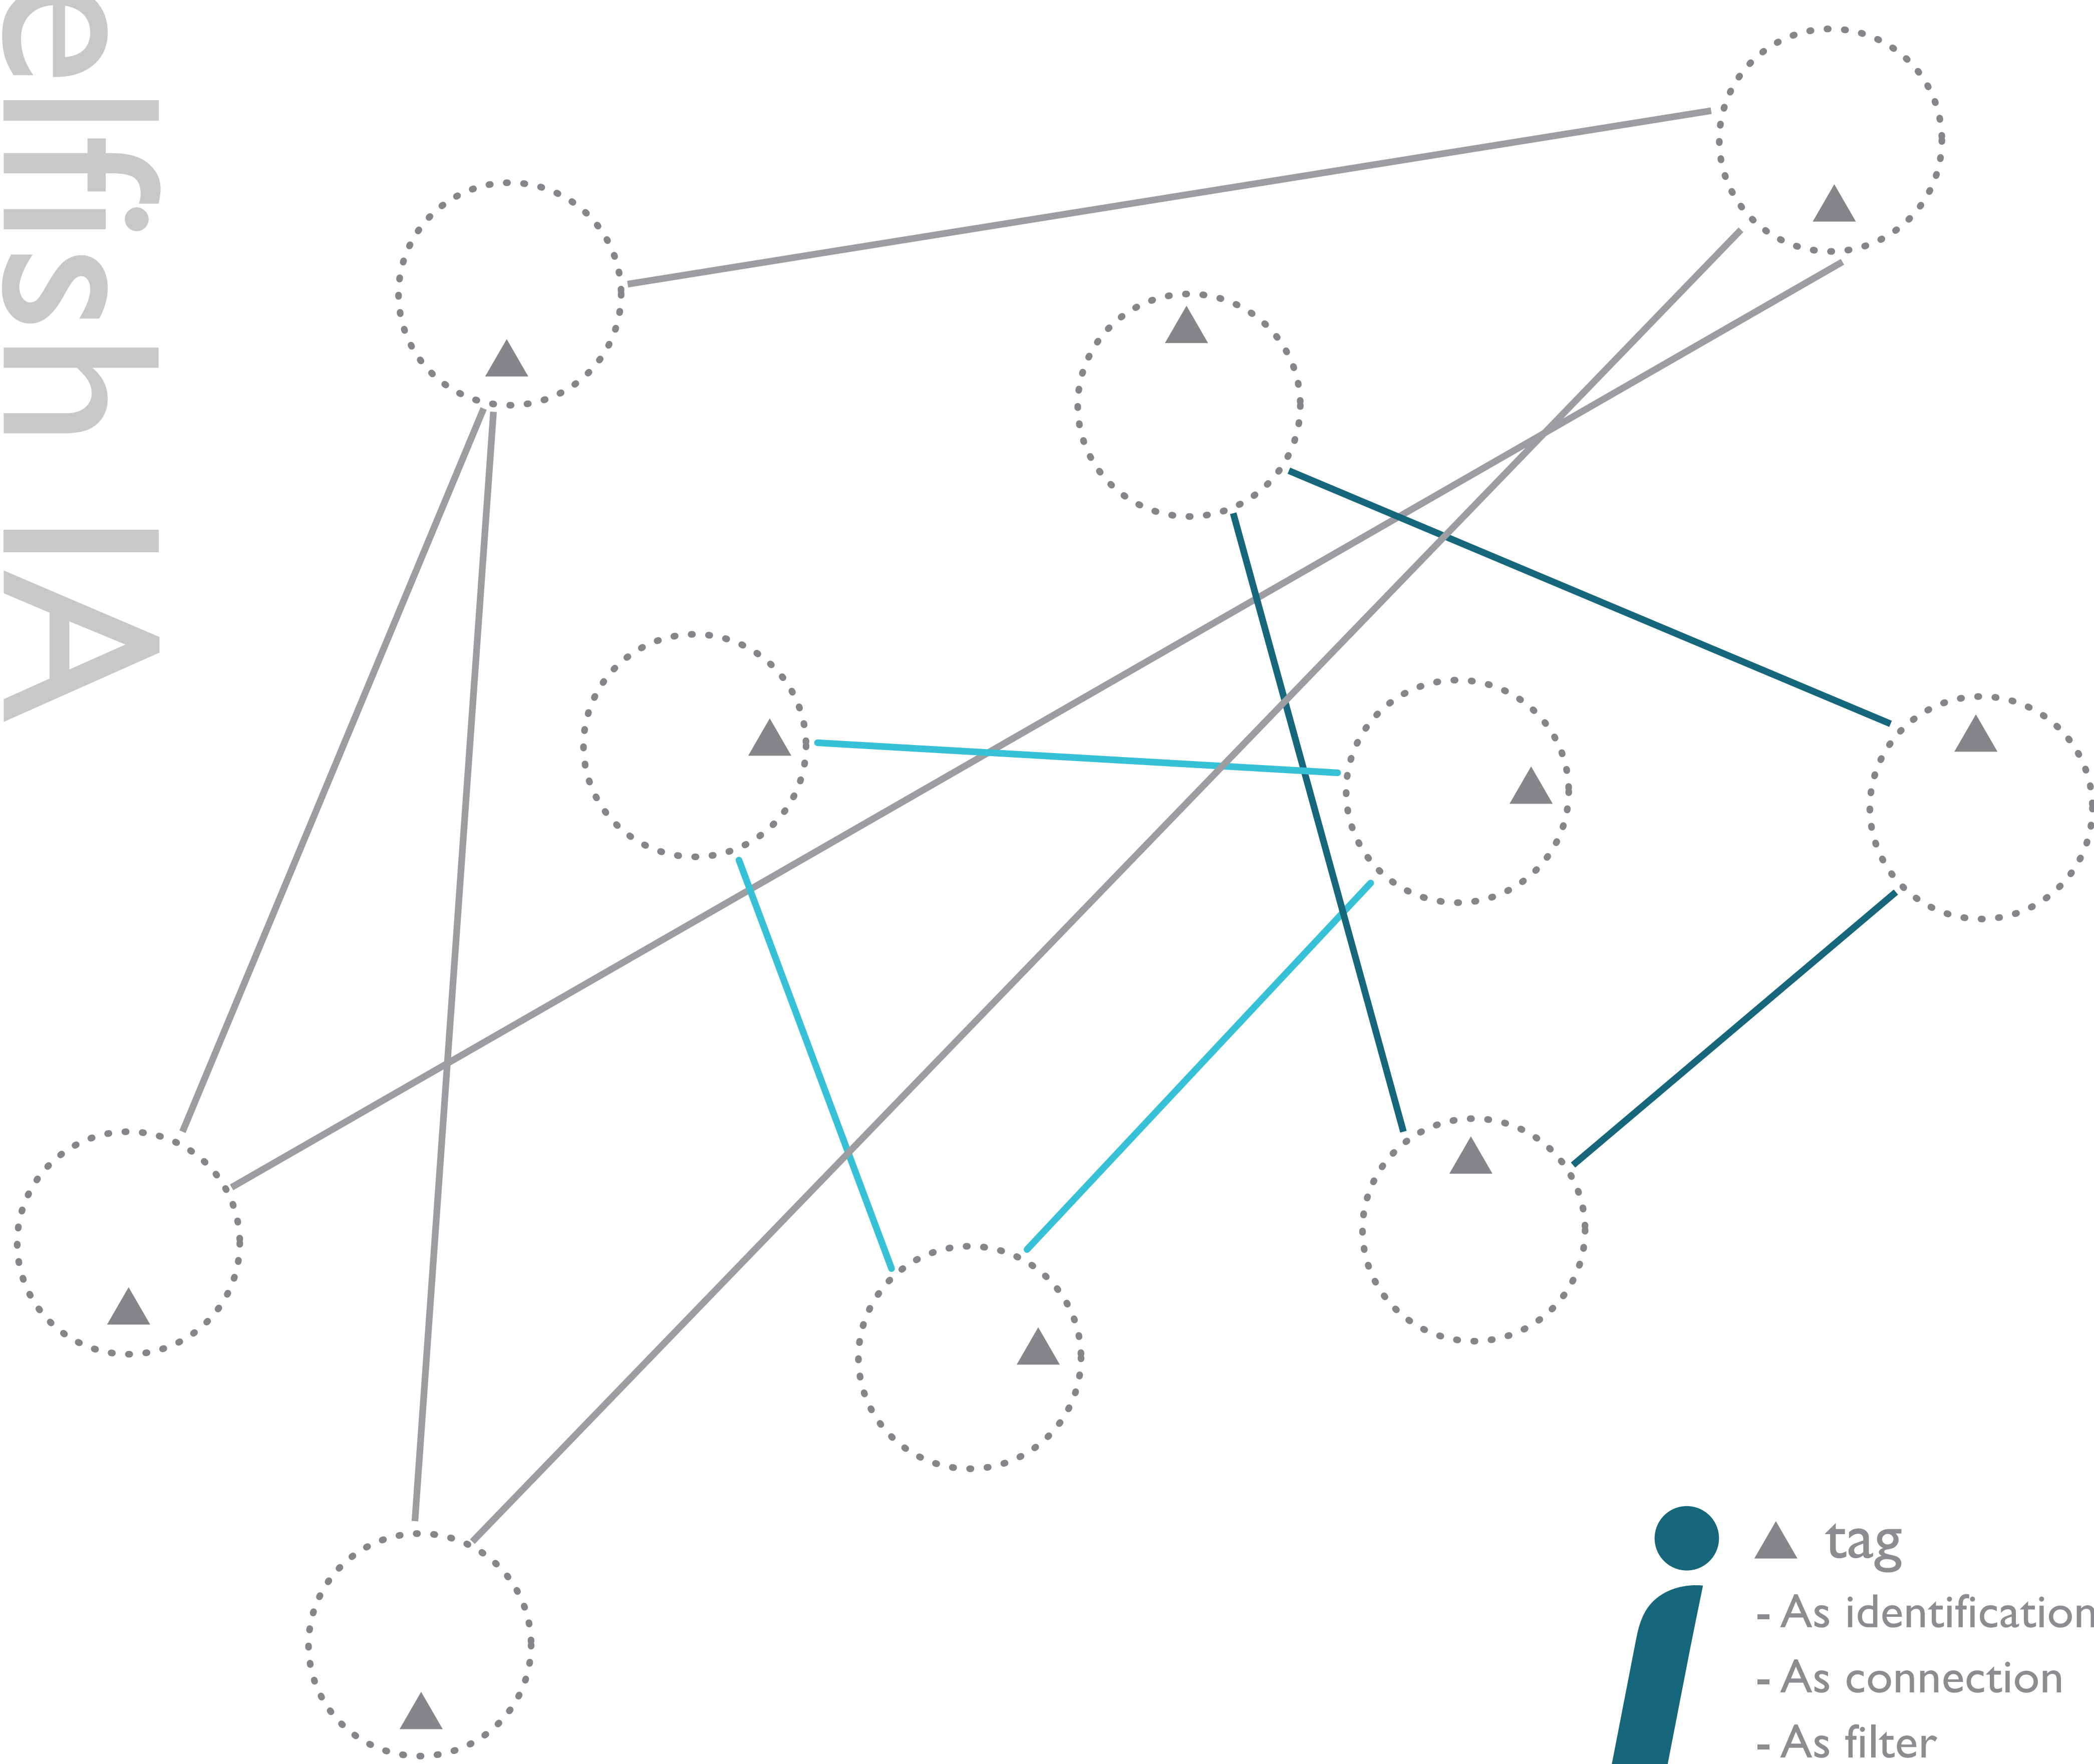 elfish IA
tag
- As identification
- As connection
- As filter